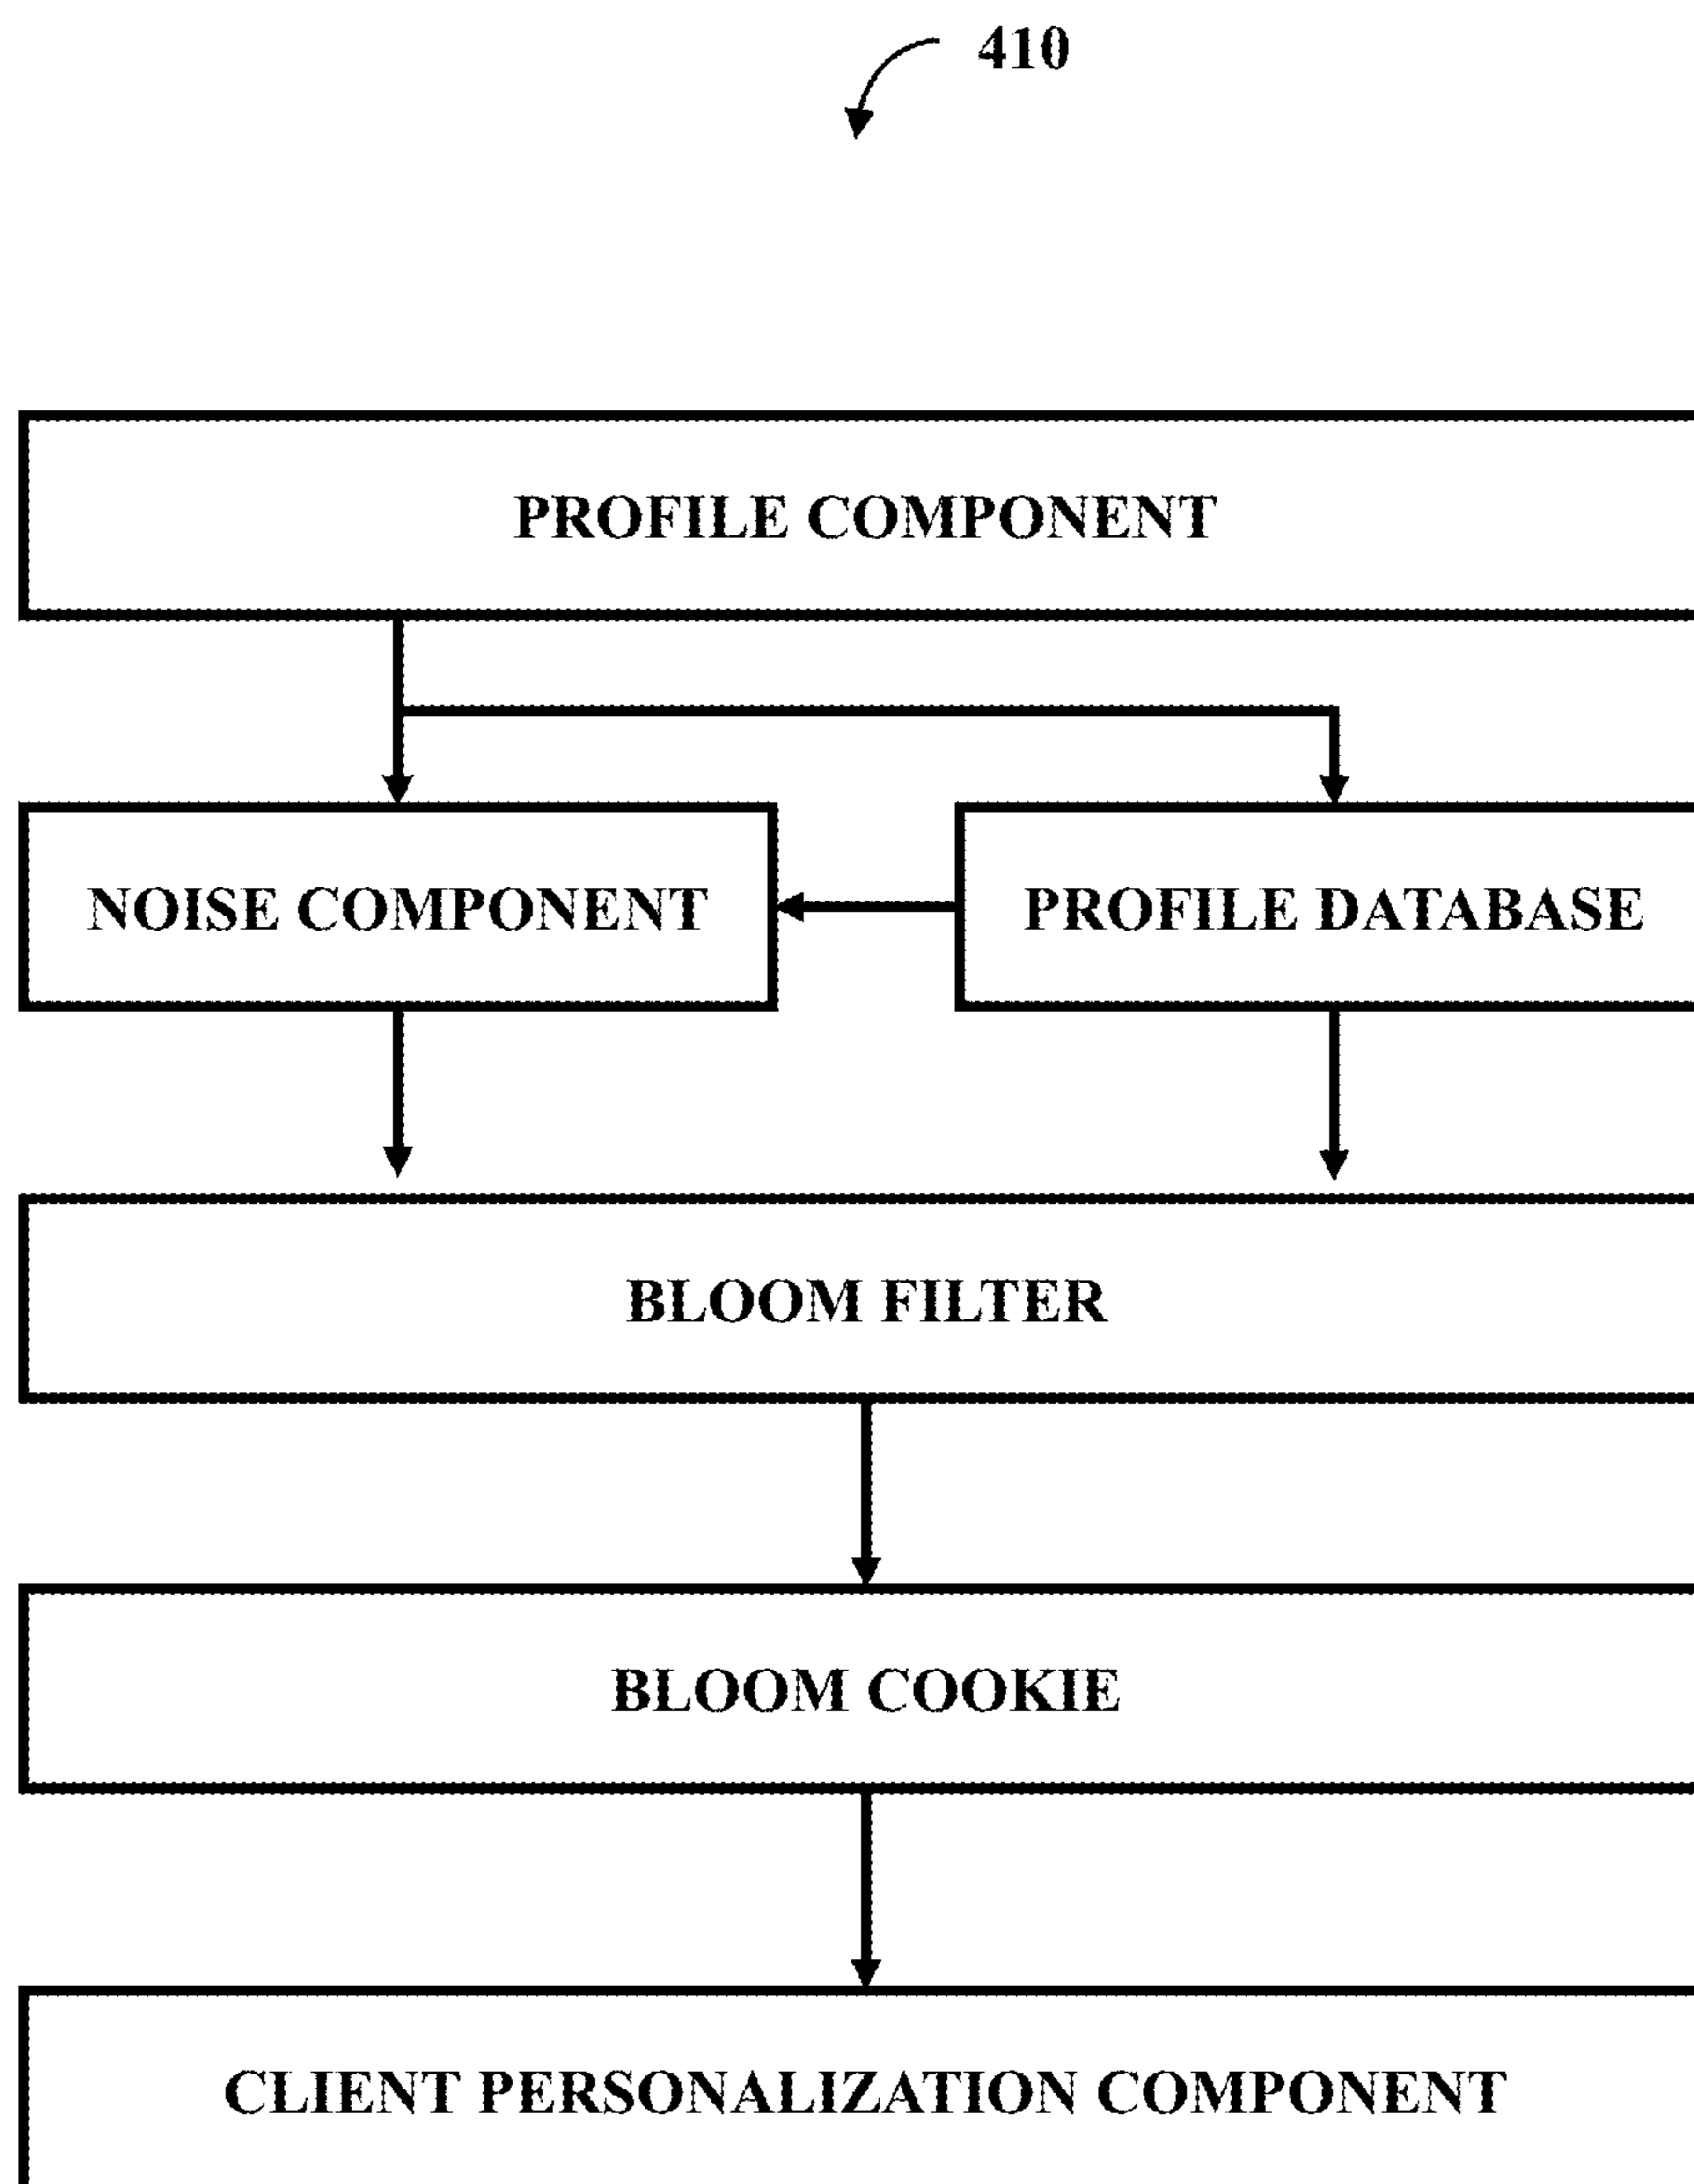 410
PROFILE COMPONENT
NOISE COMPONENT
PROFILE DATABASE
BLOOM FILTER
BLOOM COOKIE
CLIENT PERSONALIZATION COMPONENT